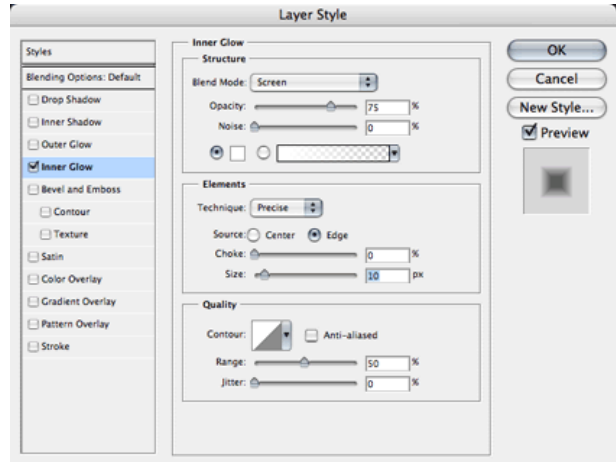 Layer Style
Styles
Blending Options: Default
Drop Shadow
Inner Shadow
Outer Glow
Inner Glow
Bevel and Emboss
Contour
Texture
Satin
Color Overlay
Gradient Overlay
Pattern Overlay
Stroke
Inner Glow
Structure
Blend Mode: Screen
Opacity: 75 %
Noise: 0 %
Elements
Technique: Precise
Source: Center Edge
Choke: 0 %
Size: 10 px
Quality
Contour: Anti-aliased
Range: 50 %
Jitter: 0 %
OK
Cancel
New Style...
Preview